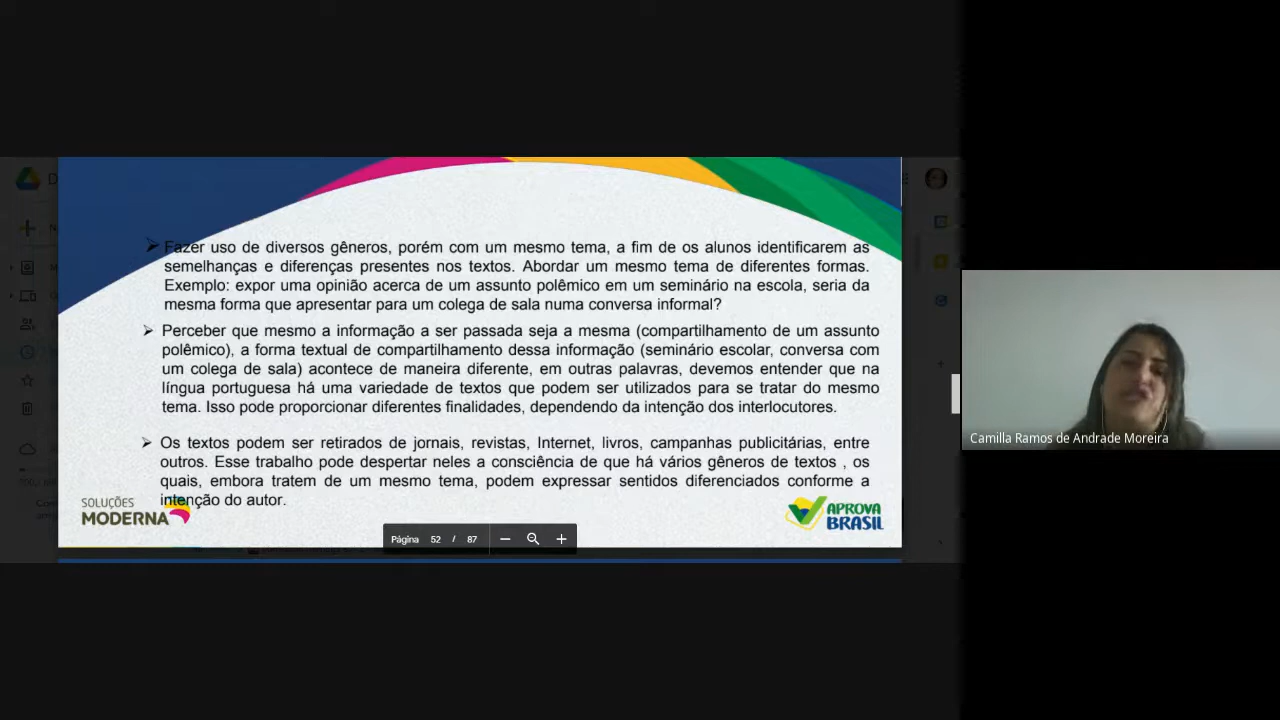 Fazer uso de diversos gêneros, porém com um mesmo tema, a fim de os alunos identificarem as
semelhanças e diferenças presentes nos textos. Abordar um mesmo tema de diferentes formas.
Exemplo: expor uma opinião acerca de um assunto polêmico em um seminário na escola, seria da
mesma forma que apresentar para um colega de sala numa conversa informal?
Perceber que mesmo a informação a ser passada seja a mesma (compartilhamento de um assunto
polêmico), a forma textual de compartilhamento dessa informação (seminário escolar, conversa com
um colega de sala) acontece de maneira diferente, em outras palavras, devemos entender que na
língua portuguesa há uma variedade de textos que podem ser utilizados para se tratar do mesmo
tema. Isso pode proporcionar diferentes finalidades, dependendo da intenção dos interlocutores.
Os textos podem ser retirados de jornais, revistas, Internet, livros, campanhas publicitárias, entre
outros. Esse trabalho pode despertar neles a consciência de que há vários gêneros de textos , os
quais, embora tratem de um mesmo tema, podem expressar sentidos diferenciados conforme a
intenção do autor.
SOLUÇÕES
MODERNA
APROVA
BRASIL
Página 52 / 87
Camilla Ramos de Andrade Moreira